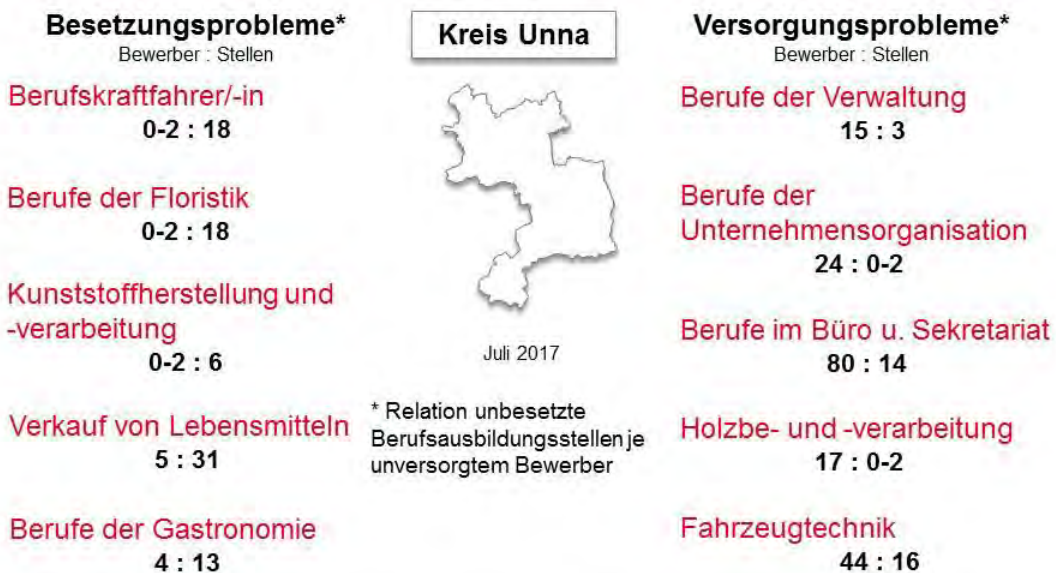 Besetzungsprobleme*
Bewerber : Stellen
Berufskraftfahrer/-in
0-2 : 18
Berufe der Floristik
0-2 : 18
Kunststoffherstellung und
-verarbeitung
0-2 : 6
Verkauf von Lebensmitteln
5 : 31
Berufe der Gastronomie
4 : 13
Kreis Unna
Juli 2017
* Relation unbesetzte
Berufsausbildungsstellen je
unversorgtem Bewerber
Versorgungsprobleme*
Bewerber : Stellen
Berufe der Verwaltung
15 : 3
Berufe der
Unternehmensorganisation
24 : 0-2
Berufe im Büro u. Sekretariat
80 : 14
Holzbe- und -verarbeitung
17 : 0-2
Fahrzeugtechnik
44 : 16